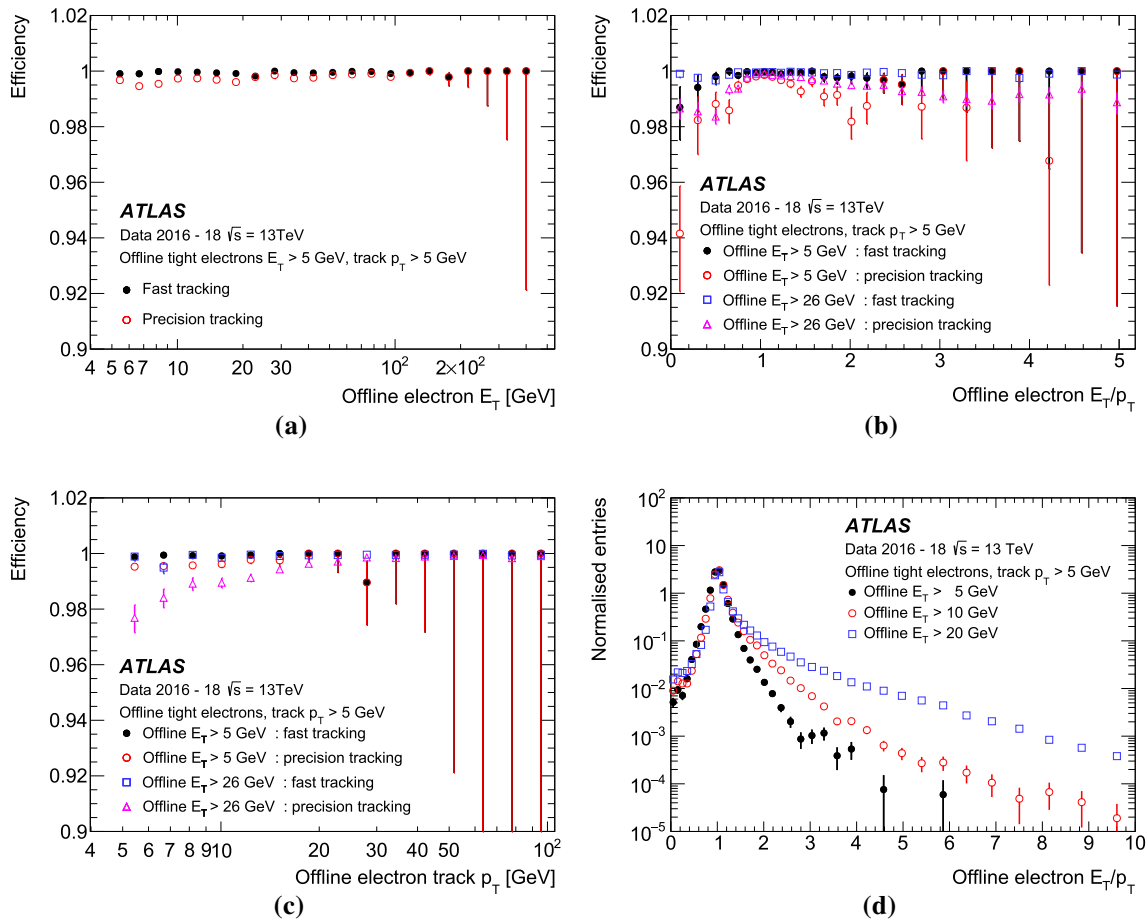 Efficiency
1.02
1
0.98
0.96
0.94
0.92
0.9
ATLAS
Data 2016 - 18 √s = 13TeV
Offline tight electrons E_T > 5 GeV, track p_T > 5 GeV
Fast tracking
Precision tracking
4 5 6 7 10 20 30 10² 2×10²
Offline electron E_T [GeV]
(a)
Efficiency
1.02
1
0.98
0.96
0.94
0.92
0.9
ATLAS
Data 2016 - 18 √s = 13TeV
Offline tight electrons, track p_T > 5 GeV
Offline E_T > 5 GeV : fast tracking
Offline E_T > 5 GeV : precision tracking
Offline E_T > 26 GeV : fast tracking
Offline E_T > 26 GeV : precision tracking
0 1 2 3 4 5
Offline electron E_T/p_T
(b)
Efficiency
1.02
1
0.98
0.96
0.94
0.92
0.9
ATLAS
Data 2016 - 18 √s = 13TeV
Offline tight electrons, track p_T > 5 GeV
Offline E_T > 5 GeV : fast tracking
Offline E_T > 5 GeV : precision tracking
Offline E_T > 26 GeV : fast tracking
Offline E_T > 26 GeV : precision tracking
4 5 6 7 8 910 20 30 40 50 10²
Offline electron track p_T [GeV]
(c)
Normalised entries
10²
10
1
10⁻¹
10⁻²
10⁻³
10⁻⁴
10⁻⁵
ATLAS
Data 2016 - 18 √s = 13 TeV
Offline tight electrons, track p_T > 5 GeV
Offline E_T > 5 GeV
Offline E_T > 10 GeV
Offline E_T > 20 GeV
0 1 2 3 4 5 6 7 8 9 10
Offline electron E_T/p_T
(d)